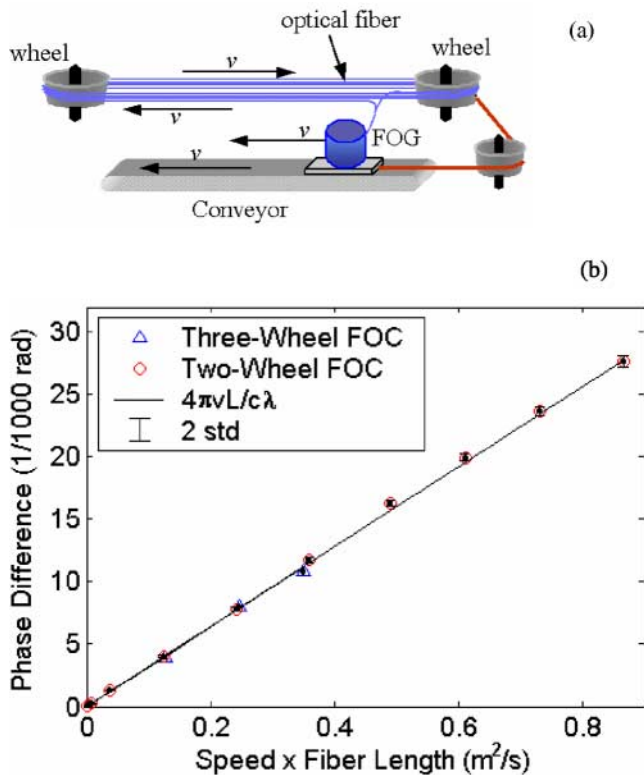 optical fiber
(a)
wheel
wheel
v
v
v
FOG
v
Conveyor
(b)
Three-Wheel FOC
Two-Wheel FOC
4πvL/cλ
2 std
Phase Difference (1/1000 rad)
30
25
20
15
10
5
0
0
0.2
0.4
0.6
0.8
Speed x Fiber Length (m²/s)